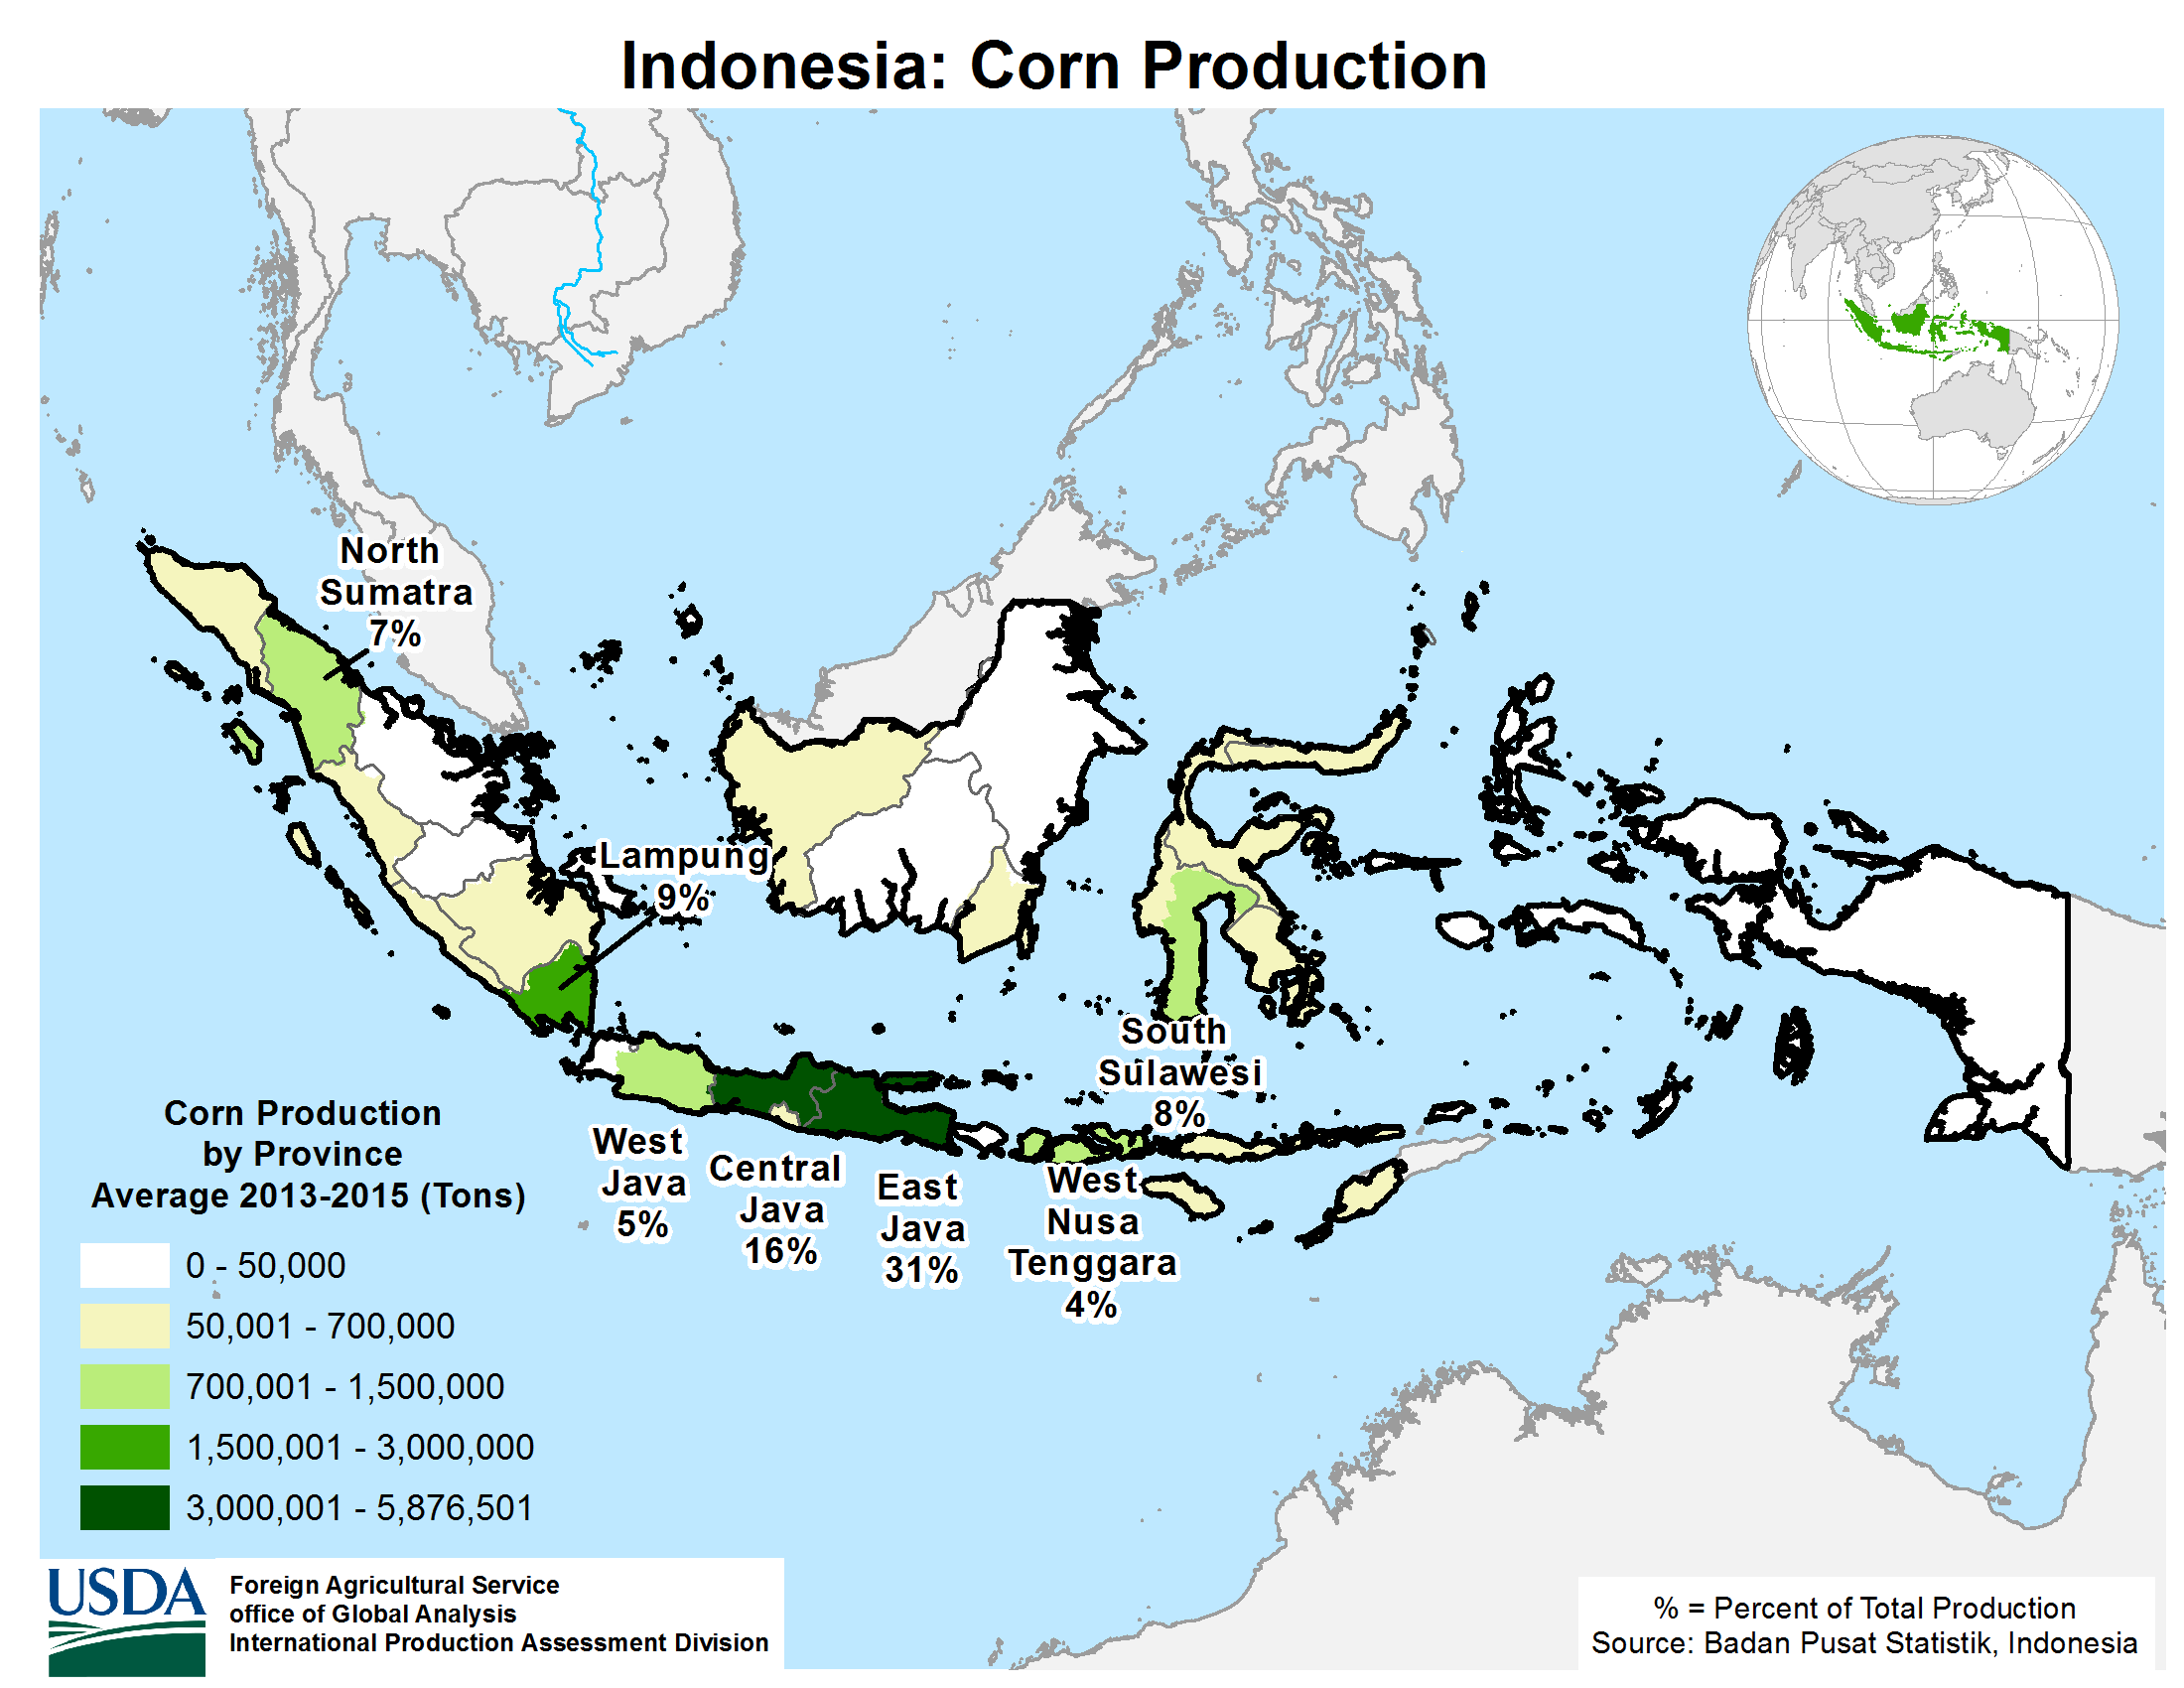 Indonesia: Corn Production
North
Sumatra
7%
Lampung
9%
South
Sulawesi
8%
West
Java
5%
Central
Java
16%
East
Java
31%
West
Nusa
Tenggara
4%
Corn Production
by Province
Average 2013-2015 (Tons)
0 - 50,000
50,001 - 700,000
700,001 - 1,500,000
1,500,001 - 3,000,000
3,000,001 - 5,876,501
USDA
Foreign Agricultural Service
office of Global Analysis
International Production Assessment Division
% = Percent of Total Production
Source: Badan Pusat Statistik, Indonesia